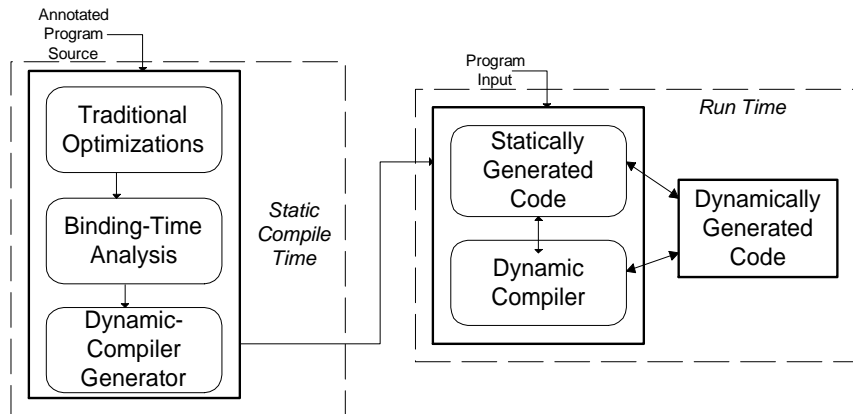 Annotated
Program
Source
Traditional
Optimizations
Binding-Time
Analysis
Dynamic-
Compiler
Generator
Static
Compile
Time
Program
Input
Run Time
Statically
Generated
Code
Dynamic
Compiler
Dynamically
Generated
Code